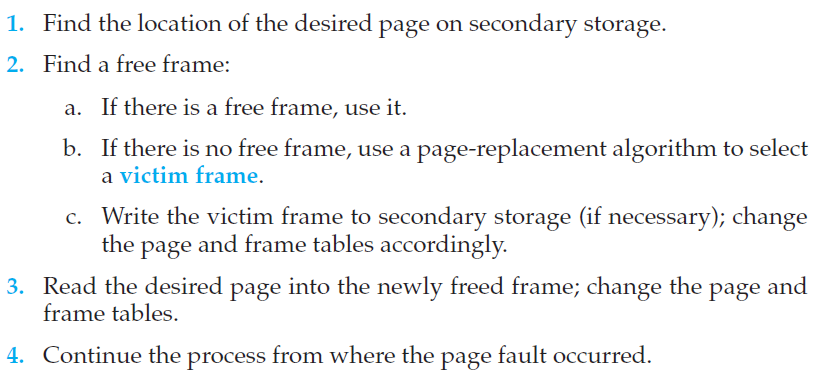 1. Find the location of the desired page on secondary storage.
2. Find a free frame:
a. If there is a free frame, use it.
b. If there is no free frame, use a page-replacement algorithm to select
a victim frame.
c. Write the victim frame to secondary storage (if necessary); change
the page and frame tables accordingly.
3. Read the desired page into the newly freed frame; change the page and
frame tables.
4. Continue the process from where the page fault occurred.